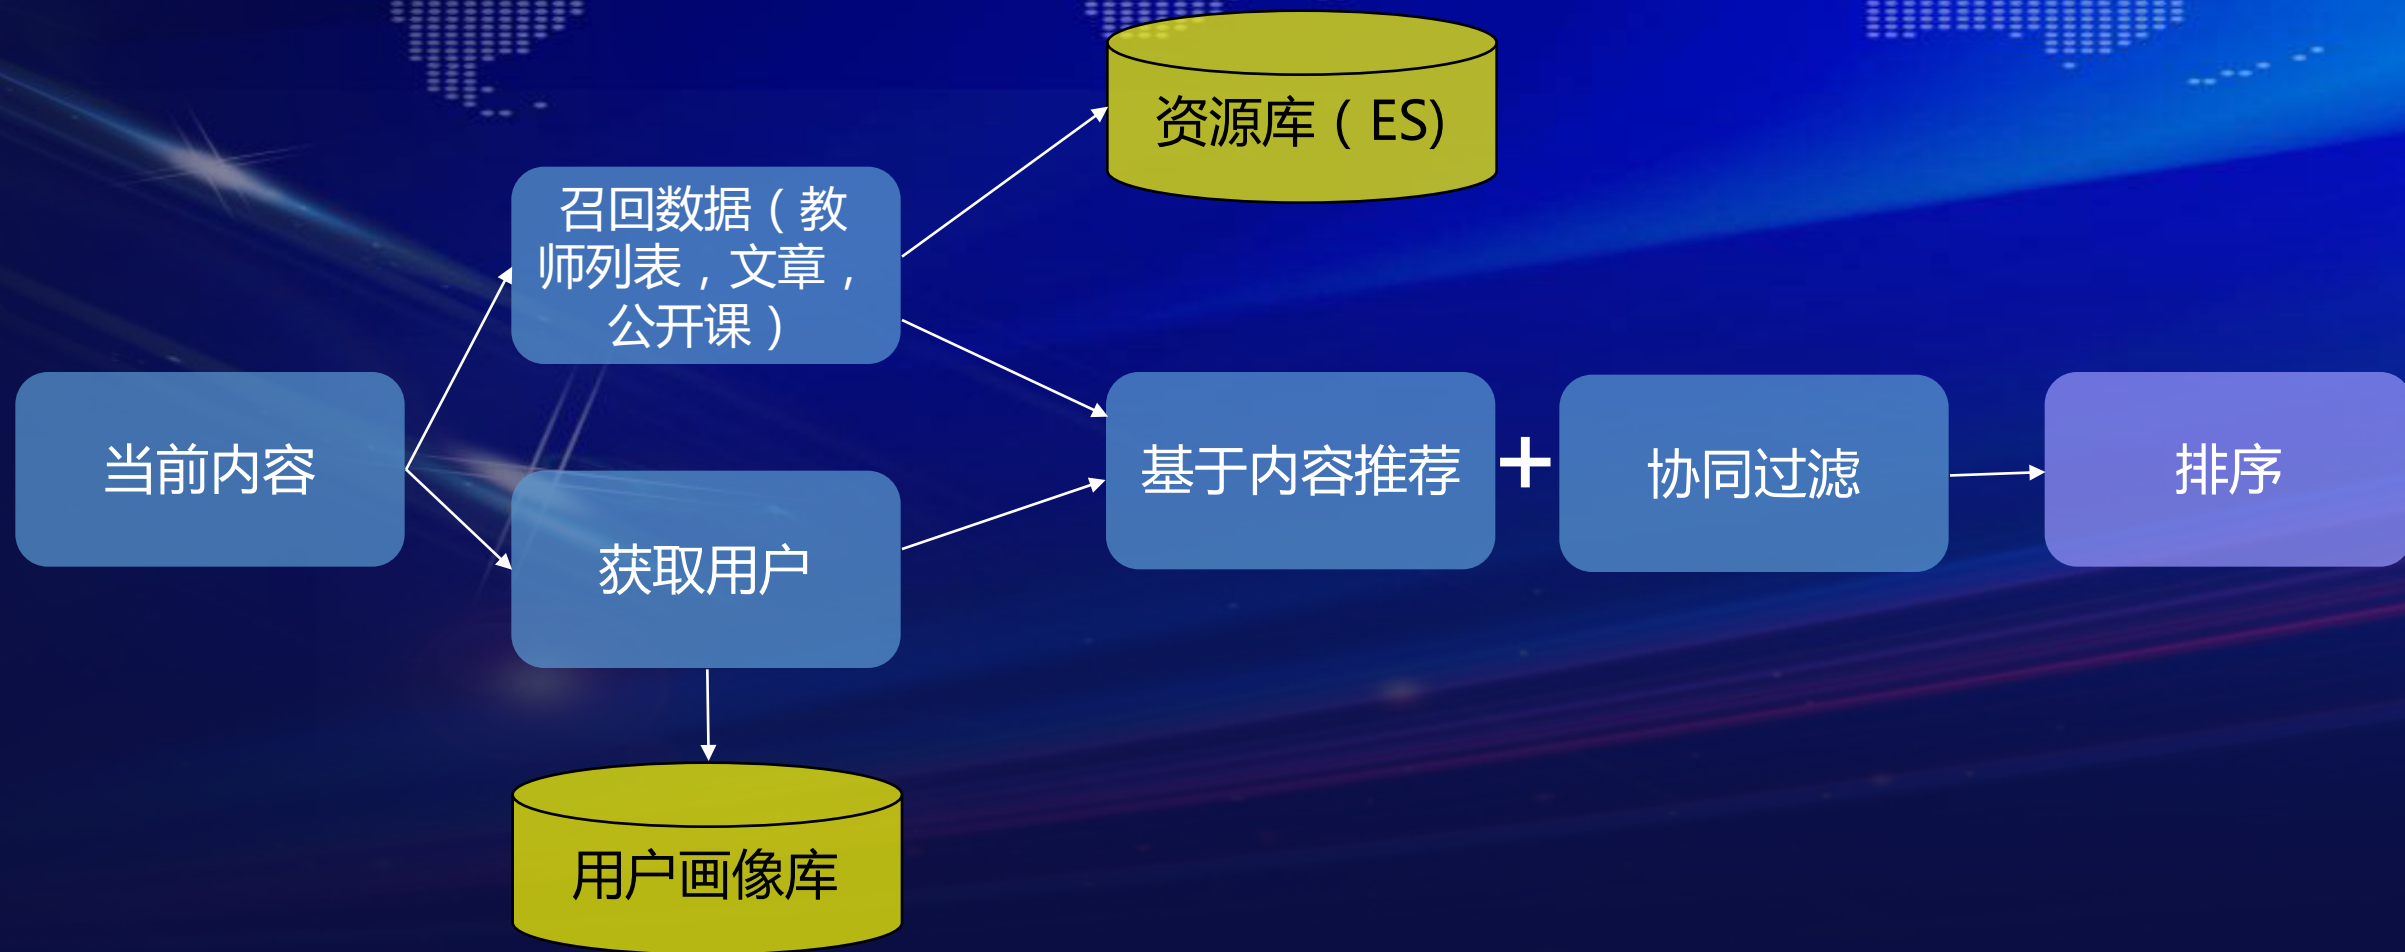 资源库（ES)
召回数据（教
师列表，文章，
公开课）
当前内容
获取用户
基于内容推荐
+
协同过滤
排序
用户画像库